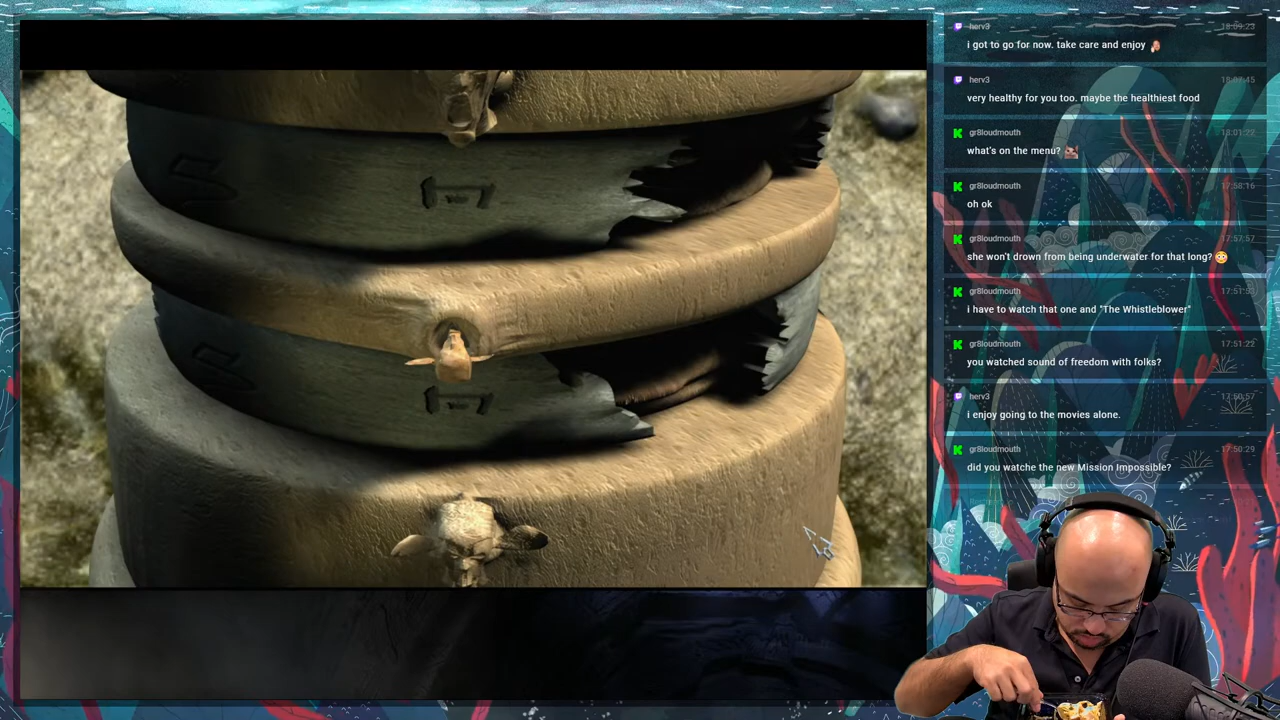 herv3 18:09:23
i got to go for now. take care and enjoy
herv3 18:07:45
very healthy for you too. maybe the healthiest food
gr8loudmouth 18:01:22
what's on the menu?
gr8loudmouth 17:58:16
oh ok
gr8loudmouth 17:57:57
she won't drown from being underwater for that long?
gr8loudmouth
i have to watch that one and "The Whistleblower"
gr8loudmouth 17:51:22
you watched sound of freedom with folks?
herv3 17:50:57
i enjoy going to the movies alone.
gr8loudmouth 17:50:29
did you watche the new Mission Impossible?